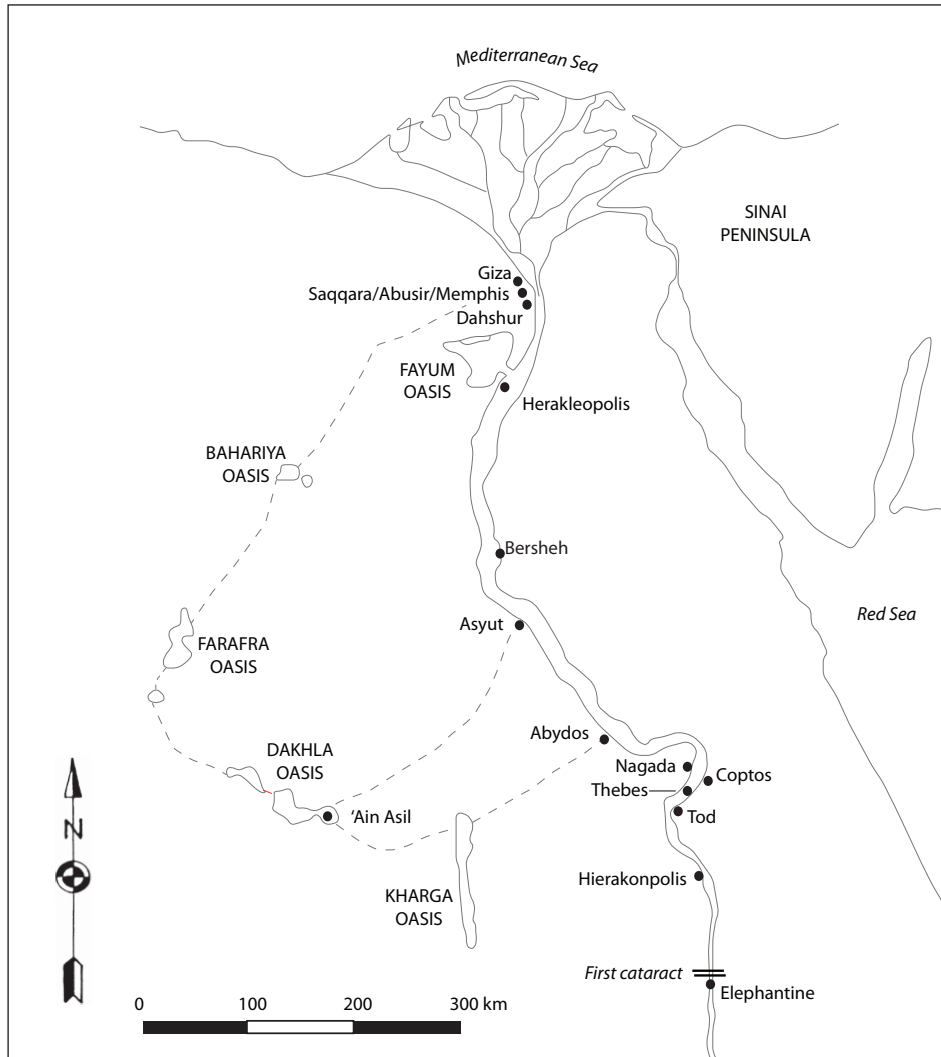 Mediterranean Sea
SINAI
PENINSULA
Giza
Saqqara/Abusir/Memphis
Dahshur
FAYUM
OASIS
Herakleopolis
BAHARIYA
OASIS
Bersheh
Asyut
Red Sea
FARAFRA
OASIS
Abydos
DAKHLA
OASIS
Nagada
Coptos
Thebes
'Ain Asil
Tod
Hierakonpolis
KHARGA
OASIS
N
First cataract
Elephantine
0 100 200 300 km